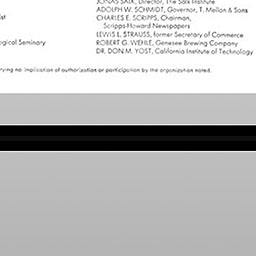 JONAS SALK, Director, The Salk Institute
ADOLPH W. SCHMIDT, Governor, T. Mellon & Sons
ist
CHARLES E. SCRIPPS, Chairman,
Scripps-Howard Newspapers
LEWIS L. STRAUSS, former Secretary of Commerce
ological Seminary
ROBERT G. WEHLE, Genesee Brewing Company
DR. DON M. YOST, California Institute of Technology
rying no implication of authorization or participation by the organization noted.